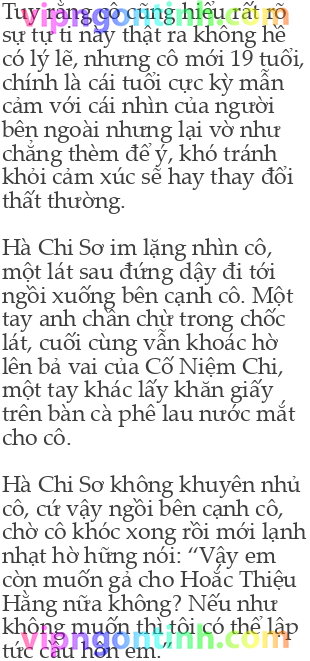 Tuy rằng cô cũng hiểu rất rõ
sự tự ti này thật ra không hề
có lý lẽ, nhưng cô mới 19 tuổi,
chính là cái tuổi cực kỳ mẫn
cảm với cái nhìn của người
bên ngoài nhưng lại vờ như
chẳng thèm để ý, khó tránh
khỏi cảm xúc sẽ hay thay đổi
thất thường.
Hà Chi Sơ im lặng nhìn cô,
một lát sau đứng dậy đi tới
ngồi xuống bên cạnh cô. Một
tay anh chần chừ trong chốc
lát, cuối cùng vẫn khoác hờ
lên bả vai của Cố Niệm Chi,
một tay khác lấy khăn giấy
trên bàn cà phê lau nước mắt
cho cô.
Hà Chi Sơ không khuyên nhủ
cô, cứ vậy ngồi bên cạnh cô,
chờ cô khóc xong rồi mới lạnh
nhạt hờ hững nói: “Vậy em
còn muốn gả cho Hoắc Thiệu
Hằng nữa không? Nếu như
không muốn thì tôi có thể lập
tức cầu hôn em.”
vipngontinh.com
vipngontinh.com